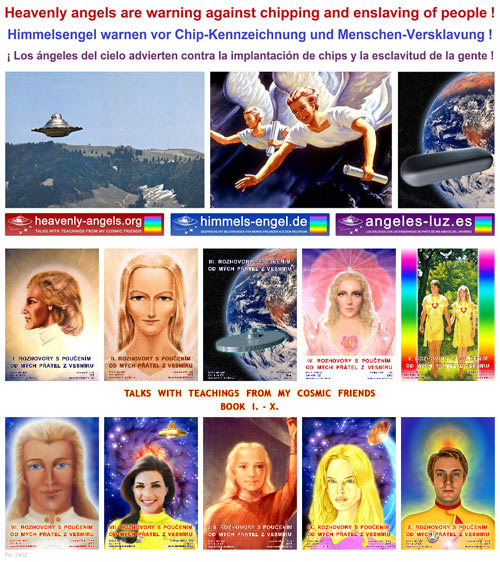 Heavenly angels are warning against chipping and enslaving of people !
Himmelsengel warnen vor Chip-Kennzeichnung und Menschen-Versklavung !
¡ Los ángeles del cielo advierten contra la implantación de chips y la esclavitud de la gente !
heavenly-angels.org
TALKS WITH TEACHINGS FROM MY COSMIC FRIENDS
himmels-engel.de
angeles-luz.es
I. ROZHOVORY S POUČENÍM
OD MÝCH PŘÁTEL Z VESMÍRU
II. ROZHOVORY S POUČENÍM
OD MÝCH PŘÁTEL Z VESMÍRU
III. ROZHOVORY S POUČENÍM
OD MÝCH PŘÁTEL Z VESMÍRU
IV. ROZHOVORY S POUČENÍM
OD MÝCH PŘÁTEL Z VESMÍRU
V. ROZHOVORY S POUČENÍM
OD MÝCH PŘÁTEL Z VESMÍRU
TALKS WITH TEACHINGS FROM MY COSMIC FRIENDS
BOOK I. - X.
VI. ROZHOVORY S POUČENÍM
OD MÝCH PŘÁTEL Z VESMÍRU
VII. ROZHOVORY S POUČENÍM
OD MÝCH PŘÁTEL Z VESMÍRU
VIII. ROZHOVORY S POUČENÍM
OD MÝCH PŘÁTEL Z VESMÍRU
IX. ROZHOVORY S POUČENÍM
OD MÝCH PŘÁTEL Z VESMÍRU
X. ROZHOVORY S POUČENÍM
OD MÝCH PŘÁTEL Z VESMÍRU
Pic 7432